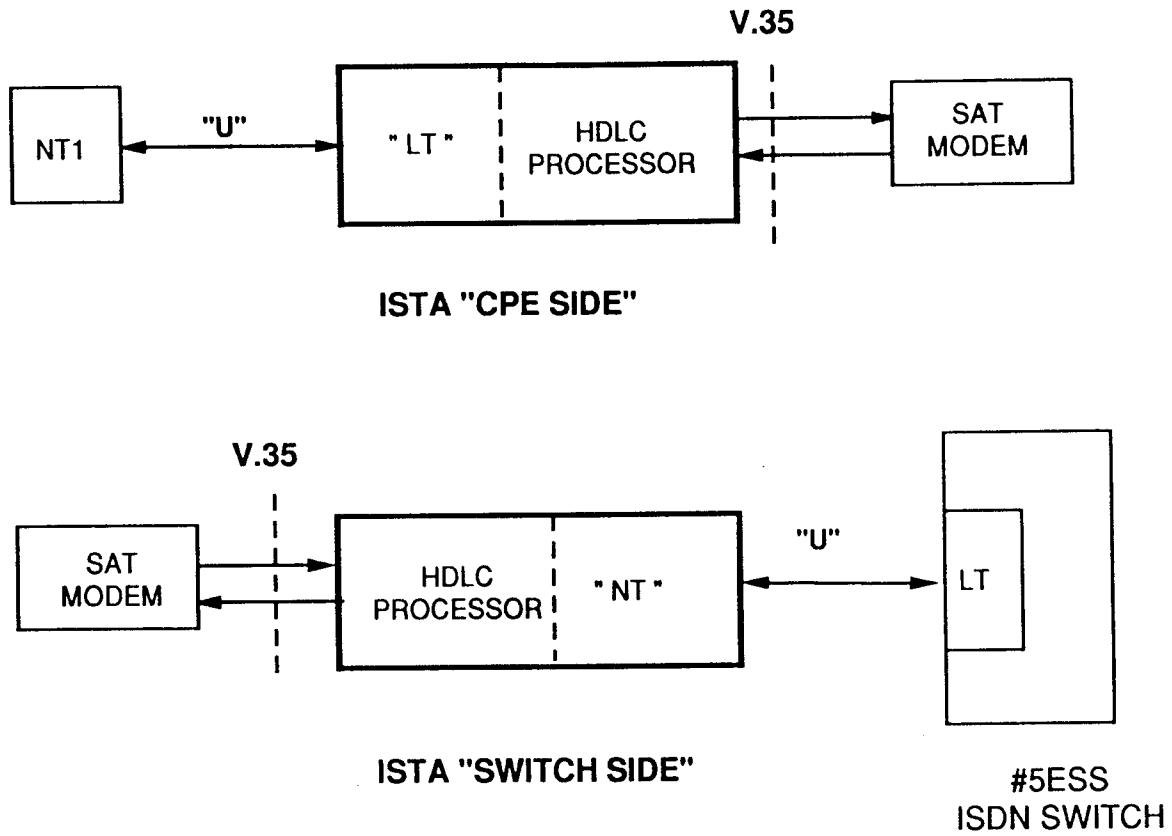 V.35
NT1
"U"
" LT "
HDLC
PROCESSOR
SAT
MODEM
ISTA "CPE SIDE"
V.35
SAT
MODEM
HDLC
PROCESSOR
" NT "
"U"
LT
ISTA "SWITCH SIDE"
#5ESS
ISDN SWITCH